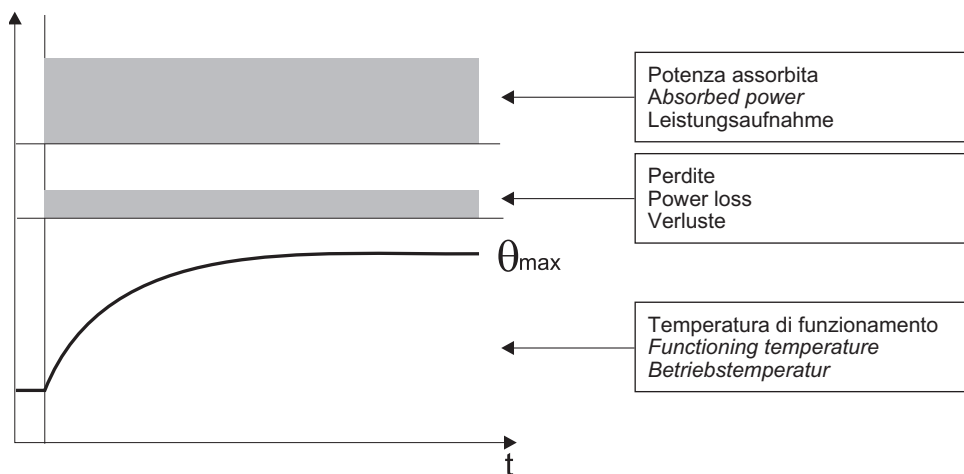 Potenza assorbita
Absorbed power
Leistungsaufnahme
Perdite
Power loss
Verluste
θmax
Temperatura di funzionamento
Functioning temperature
Betriebstemperatur
t